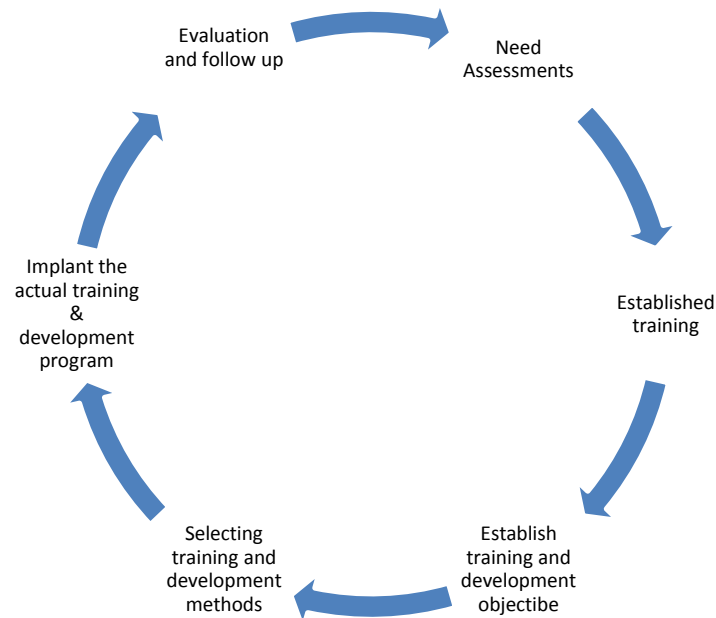 Evaluation
and follow up
Need
Assessments
Established
training
Establish
training and
development
objectibe
Selecting
training and
development
methods
Implant the
actual training
&
development
program